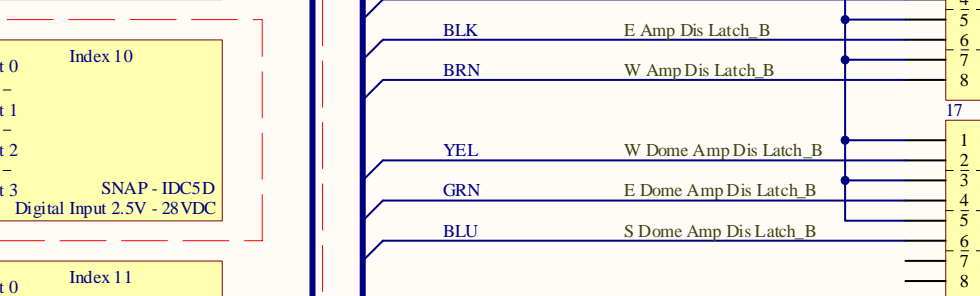 Index 10
t 0
t 1
t 2
t 3
SNAP - IDC5D
Digital Input 2.5V - 28VDC
Index 11
t 0
BLK E Amp Dis Latch_B
BRN W Amp Dis Latch_B
YEL W Dome Amp Dis Latch_B
GRN E Dome Amp Dis Latch_B
BLU S Dome Amp Dis Latch_B
4
5
6
7
8
17
1
2
3
4
5
6
7
8